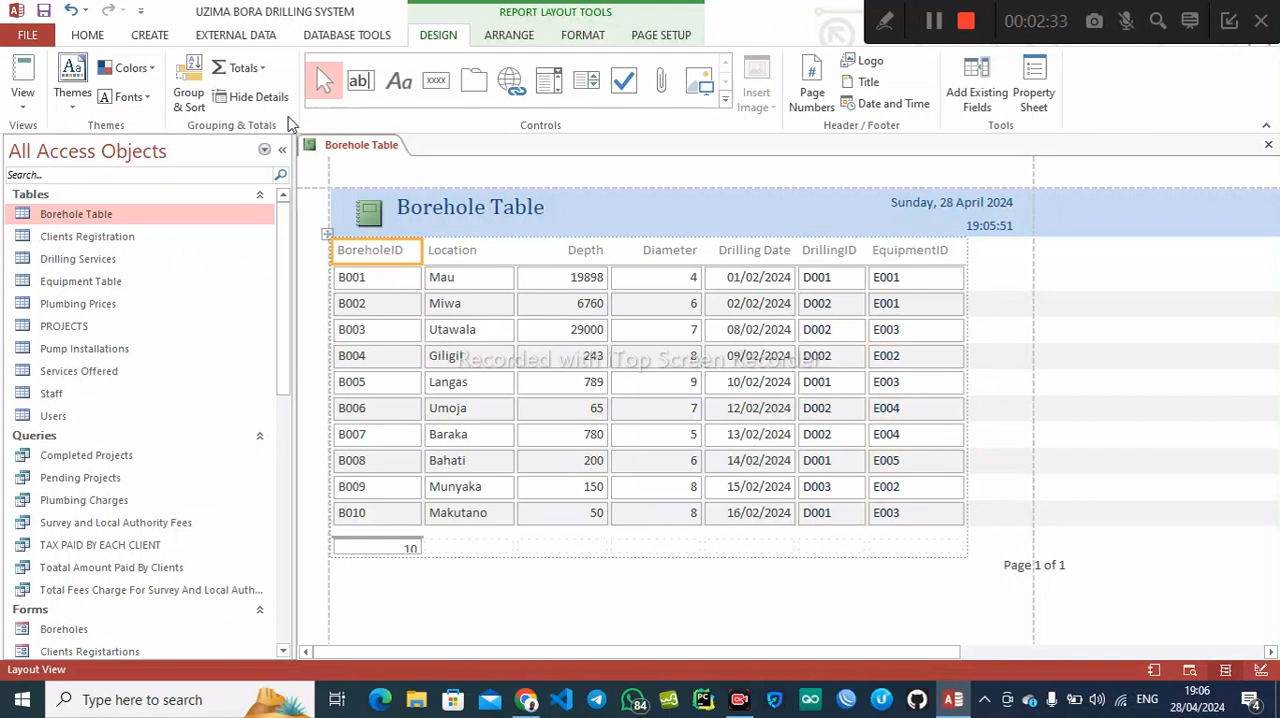 UZIMA BORA DRILLING SYSTEM
REPORT LAYOUT TOOLS
00:02:33
FILE HOME CREATE EXTERNAL DATA DATABASE TOOLS DESIGN ARRANGE FORMAT PAGE SETUP
View
Views
Themes
Colors
Fonts
Themes
Group & Sort
Totals
Hide Details
Grouping & Totals
ab|
Aa
XXXX
Controls
Insert Image
Page Numbers
Logo
Title
Date and Time
Header / Footer
Add Existing Fields
Property Sheet
Tools
All Access Objects
Search...
Tables
Borehole Table
Clients Registration
Drilling Services
Equipment Table
Plumbing Prices
PROJECTS
Pump Installations
Services Offered
Staff
Users
Queries
Completed Projects
Pending Projects
Plumbing Charges
Survey and Local Authority Fees
TAX PAID BY EACH CLIENT
Toatal Amount Paid By Clients
Total Fees Charge For Survey And Local Auth...
Forms
Boreholes
Clients Registartions
Borehole Table
Borehole Table
Sunday, 28 April 2024
19:05:51
BoreholeID Location Depth Diameter Drilling Date DrillingID EquipmentID
B001 Mau 19898 4 01/02/2024 D001 E001
B002 Miwa 6760 6 02/02/2024 D002 E001
B003 Utawala 29000 7 08/02/2024 D002 E003
B004 Giligil 243 8 09/02/2024 D002 E002
Recorded with iTop Screen Recorder
B005 Langas 789 9 10/02/2024 D001 E003
B006 Umoja 65 7 12/02/2024 D002 E004
B007 Baraka 780 5 13/02/2024 D002 E004
B008 Bahati 200 6 14/02/2024 D001 E005
B009 Munyaka 150 8 15/02/2024 D003 E002
B010 Makutano 50 8 16/02/2024 D001 E003
10
Page 1 of 1
Layout View
Type here to search
84
ENG
19:06
28/04/2024
4